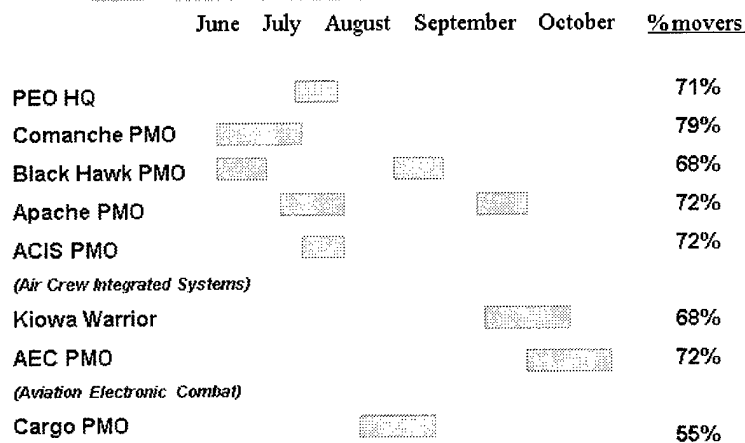 June July August September October % movers
PEO HQ 71%
Comanche PMO 79%
Black Hawk PMO 68%
Apache PMO 72%
ACIS PMO 72%
(Air Crew Integrated Systems)
Kiowa Warrior 68%
AEC PMO 72%
(Aviation Electronic Combat)
Cargo PMO 55%